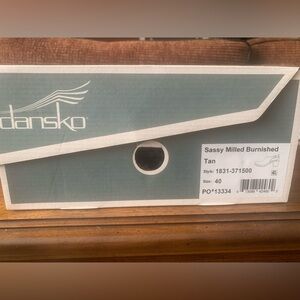 dansko
Sassy Milled Burnished
Tan
Style: 1831-371500
Size: 40
PO#13334